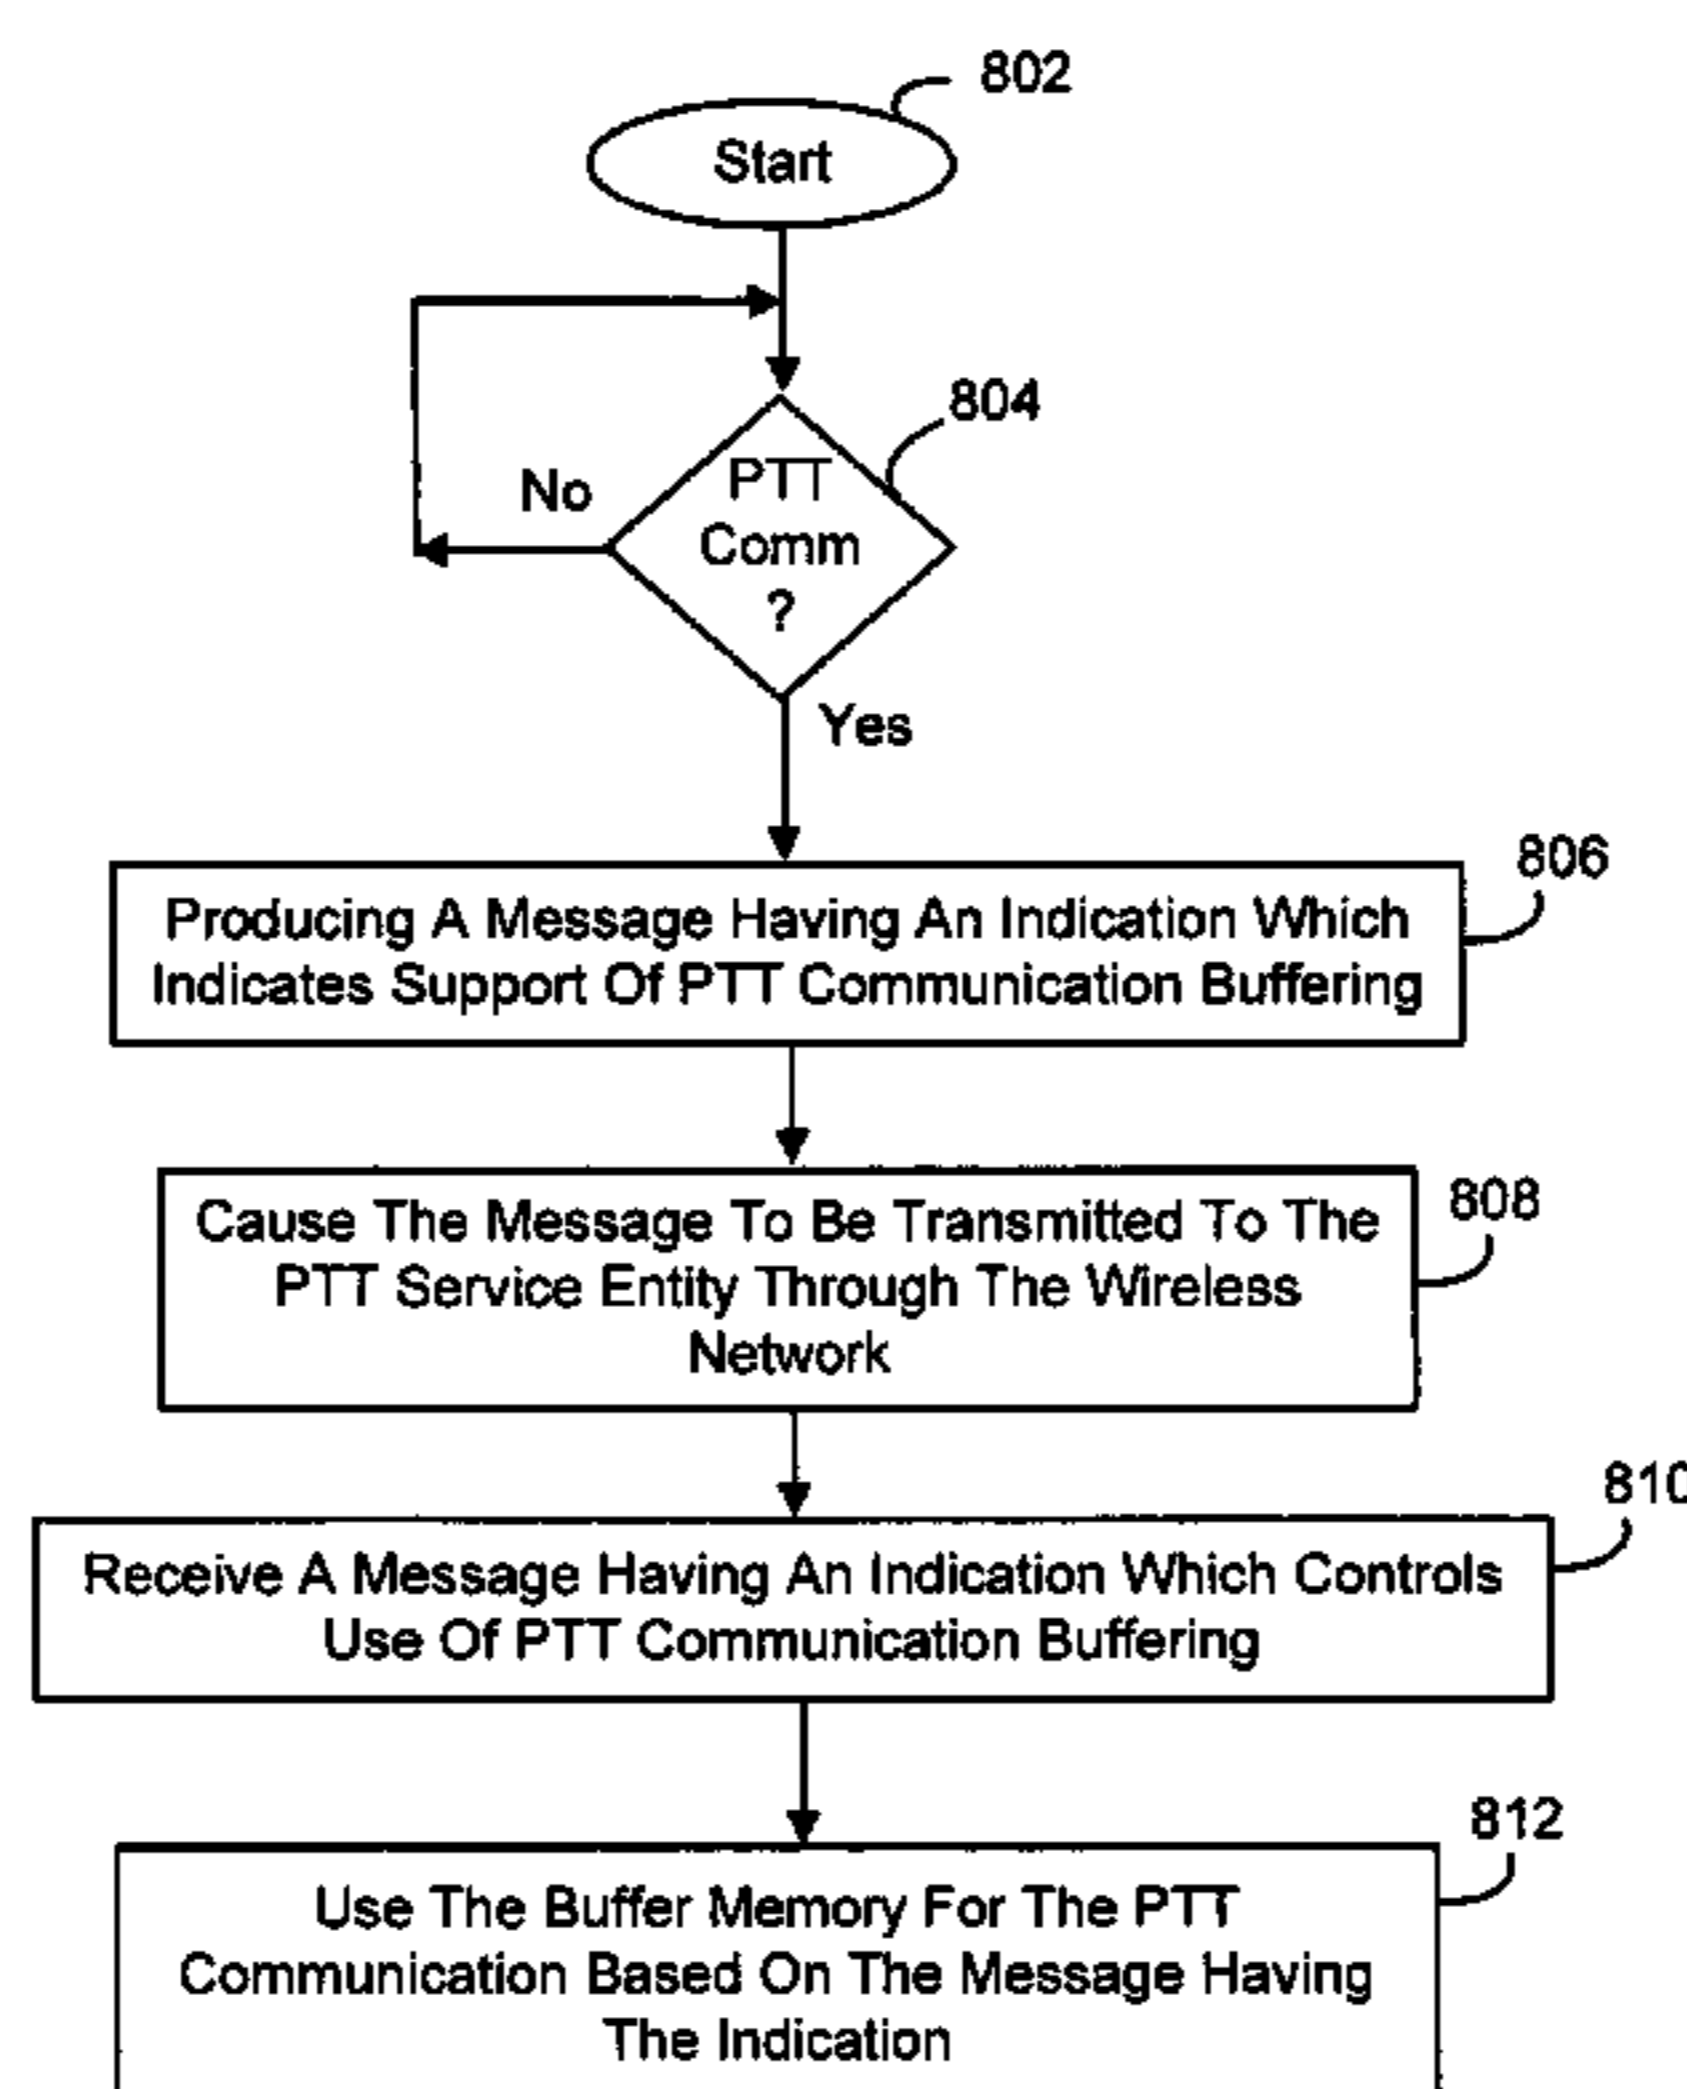 802
Start
804
PTT
Comm
?
No
Yes
806
Producing A Message Having An Indication Which
Indicates Support Of PTT Communication Buffering
808
Cause The Message To Be Transmitted To The
PTT Service Entity Through The Wireless
Network
810
Receive A Message Having An Indication Which Controls
Use Of PTT Communication Buffering
812
Use The Buffer Memory For The PTT
Communication Based On The Message Having
The Indication